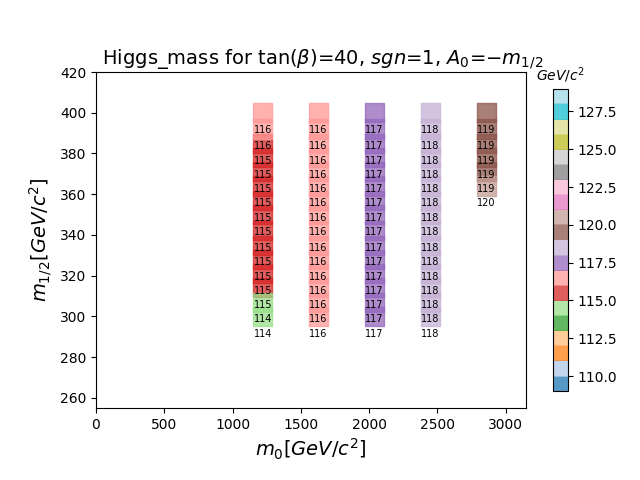 Higgs_mass for tan(β)=40, sgn=1, A₀=−m₁/₂
GeV/c²
420
400
380
360
340
320
300
280
260
m₁/₂[GeV/c²]
116 116 117 118 119
116 116 117 118 119
115 116 117 118 119
115 116 117 118 119
115 116 117 118 119
115 116 117 118 120
115 116 117 118
115 116 117 118
115 116 117 118
115 116 117 118
115 116 117 118
115 116 117 118
115 116 117 118
114 116 117 118
114 116 117 118
0 500 1000 1500 2000 2500 3000
m₀[GeV/c²]
127.5
125.0
122.5
120.0
117.5
115.0
112.5
110.0